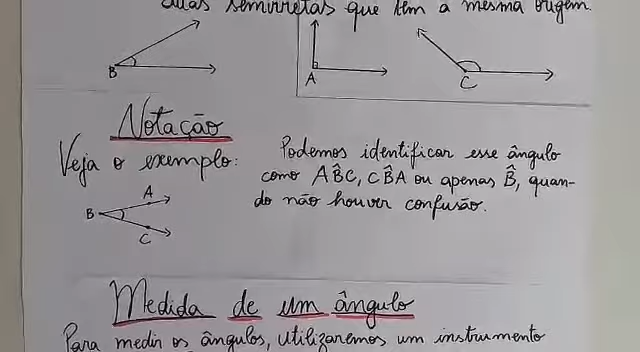 duas semirretas que têm a mesma origem.
B
A
C
Notação
Veja o exemplo:
Podemos identificar esse ângulo
como AB̂C, CB̂A ou apenas B̂, quan-
do não houver confusão.
A
B
C
Medida de um ângulo
Para medir os ângulos, utilizaremos um instrumento